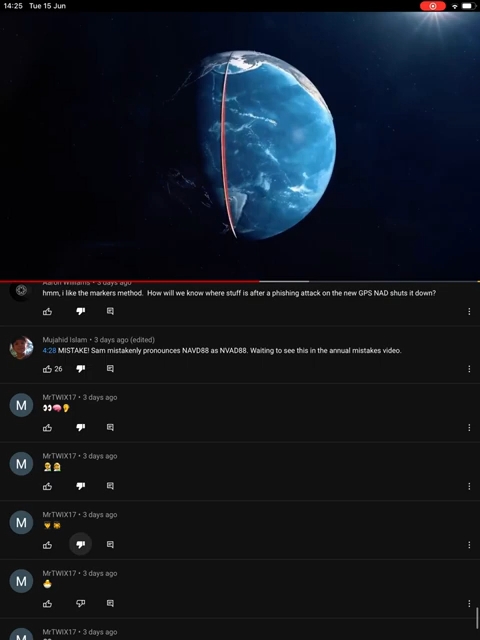 14:25 Tue 15 Jun
Aaron Williams • 3 days ago
hmm, i like the markers method. How will we know where stuff is after a phishing attack on the new GPS NAD shuts it down?
Mujahid Islam • 3 days ago (edited)
4:28 MISTAKE! Sam mistakenly pronounces NAVD88 as NVAD88. Waiting to see this in the annual mistakes video.
26
M
MrTWIX17 • 3 days ago
M
MrTWIX17 • 3 days ago
M
MrTWIX17 • 3 days ago
M
MrTWIX17 • 3 days ago
MrTWIX17 • 3 days ago